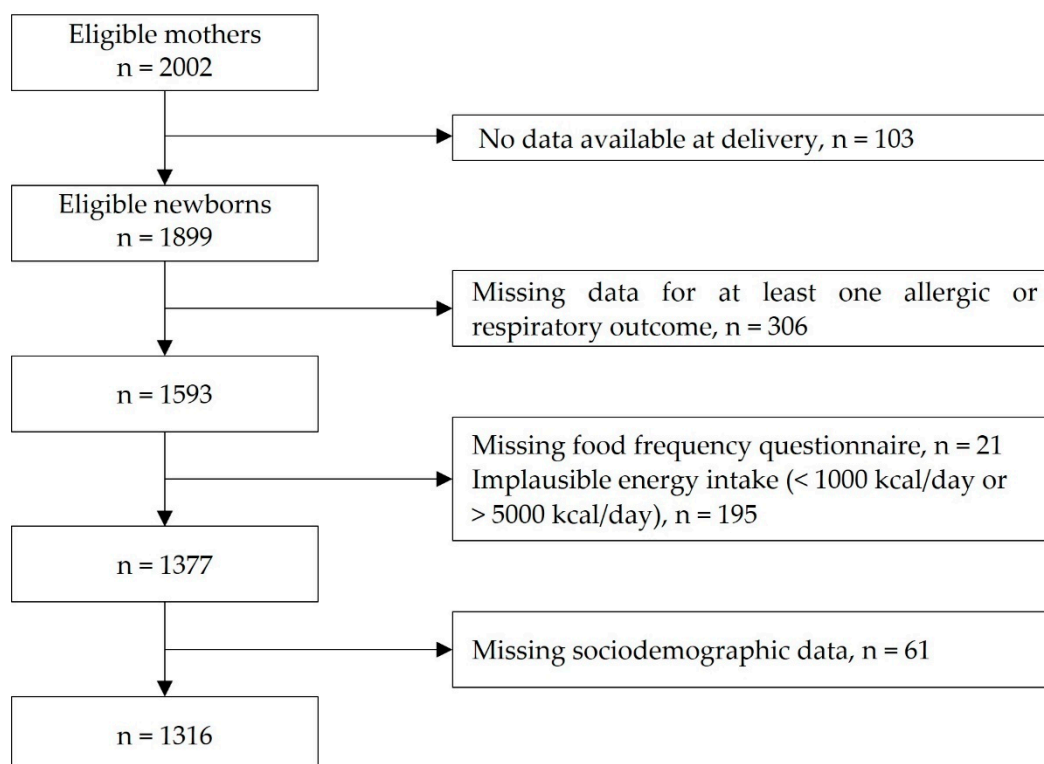 Eligible mothers
n = 2002
No data available at delivery, n = 103
Eligible newborns
n = 1899
Missing data for at least one allergic or
respiratory outcome, n = 306
n = 1593
Missing food frequency questionnaire, n = 21
Implausible energy intake (< 1000 kcal/day or
> 5000 kcal/day), n = 195
n = 1377
Missing sociodemographic data, n = 61
n = 1316